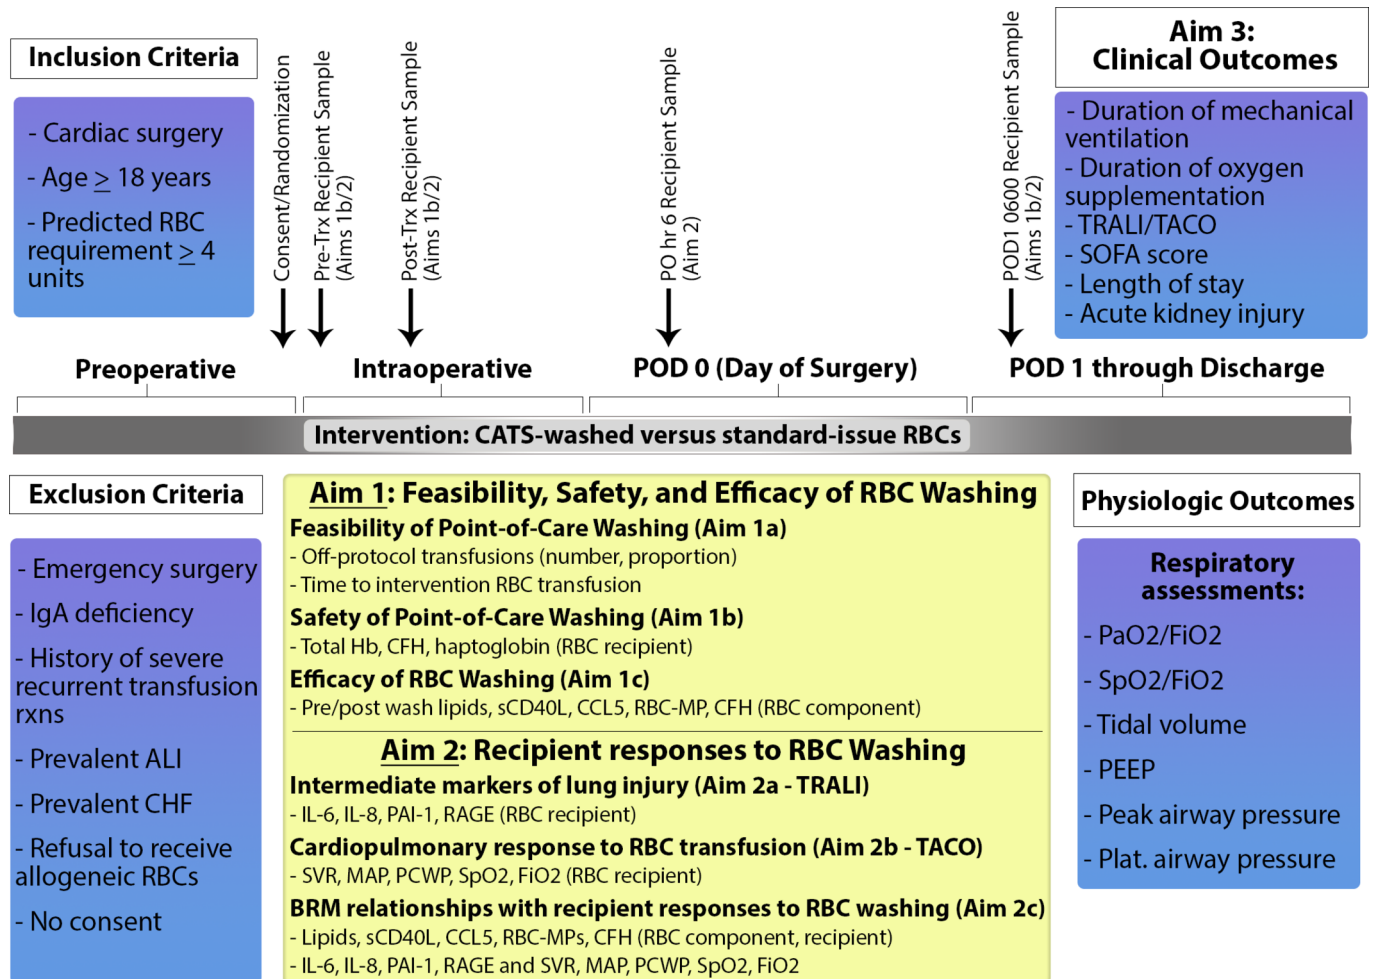 Inclusion Criteria
- Cardiac surgery
- Age ≥ 18 years
- Predicted RBC
requirement ≥ 4
units
Consent/Randomization
Pre-Trx Recipient Sample
(Aims 1b/2)
Post-Trx Recipient Sample
(Aims 1b/2)
PO hr 6 Recipient Sample
(Aim 2)
POD1 0600 Recipient Sample
(Aims 1b/2)
Aim 3:
Clinical Outcomes
- Duration of mechanical
ventilation
- Duration of oxygen
supplementation
- TRALI/TACO
- SOFA score
- Length of stay
- Acute kidney injury
Preoperative
Intraoperative
POD 0 (Day of Surgery)
POD 1 through Discharge
Intervention: CATS-washed versus standard-issue RBCs
Exclusion Criteria
- Emergency surgery
- IgA deficiency
- History of severe
recurrent transfusion
rxns
- Prevalent ALI
- Prevalent CHF
- Refusal to receive
allogeneic RBCs
- No consent
Aim 1: Feasibility, Safety, and Efficacy of RBC Washing
Feasibility of Point-of-Care Washing (Aim 1a)
- Off-protocol transfusions (number, proportion)
- Time to intervention RBC transfusion
Safety of Point-of-Care Washing (Aim 1b)
- Total Hb, CFH, haptoglobin (RBC recipient)
Efficacy of RBC Washing (Aim 1c)
- Pre/post wash lipids, sCD40L, CCL5, RBC-MP, CFH (RBC component)
Aim 2: Recipient responses to RBC Washing
Intermediate markers of lung injury (Aim 2a - TRALI)
- IL-6, IL-8, PAI-1, RAGE (RBC recipient)
Cardiopulmonary response to RBC transfusion (Aim 2b - TACO)
- SVR, MAP, PCWP, SpO2, FiO2 (RBC recipient)
BRM relationships with recipient responses to RBC washing (Aim 2c)
- Lipids, sCD40L, CCL5, RBC-MPs, CFH (RBC component, recipient)
- IL-6, IL-8, PAI-1, RAGE and SVR, MAP, PCWP, SpO2, FiO2
Physiologic Outcomes
Respiratory
assessments:
- PaO2/FiO2
- SpO2/FiO2
- Tidal volume
- PEEP
- Peak airway pressure
- Plat. airway pressure